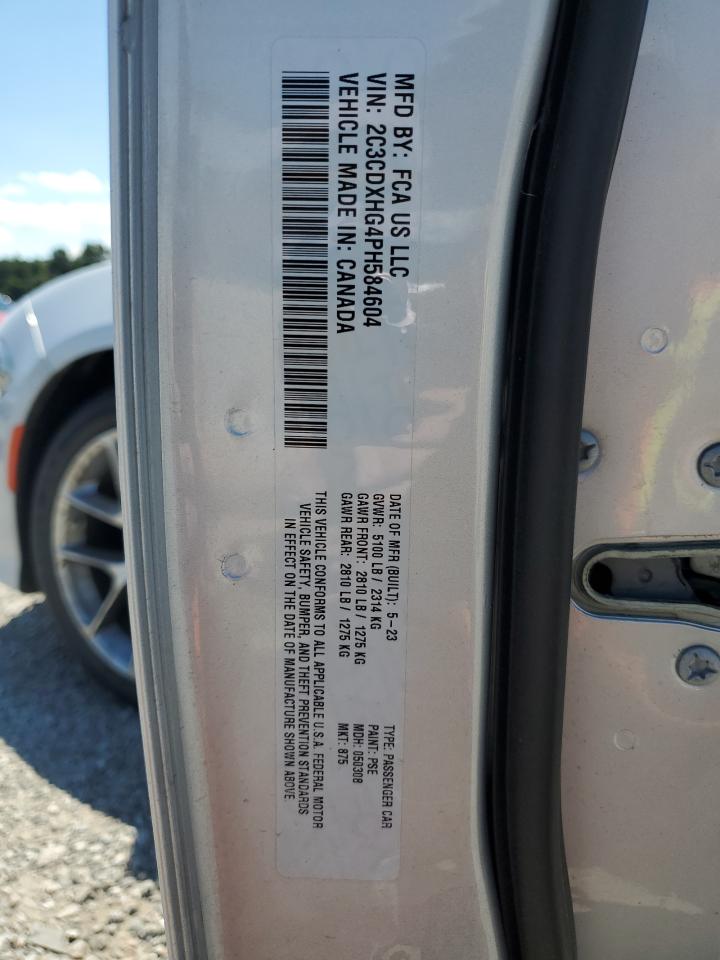 MFD BY: FCA US LLC
VIN: 2C3CDXHG4PH584604
VEHICLE MADE IN: CANADA
DATE OF MFR (BUILT): 5-23
GVWR: 5100 LB / 2314 KG
GAWR FRONT: 2810 LB / 1275 KG
GAWR REAR: 2810 LB / 1275 KG
TYPE: PASSENGER CAR
PAINT: PSE
MDH: 050308
MKT: 875
THIS VEHICLE CONFORMS TO ALL APPLICABLE U.S.A. FEDERAL MOTOR
VEHICLE SAFETY, BUMPER, AND THEFT PREVENTION STANDARDS
IN EFFECT ON THE DATE OF MANUFACTURE SHOWN ABOVE